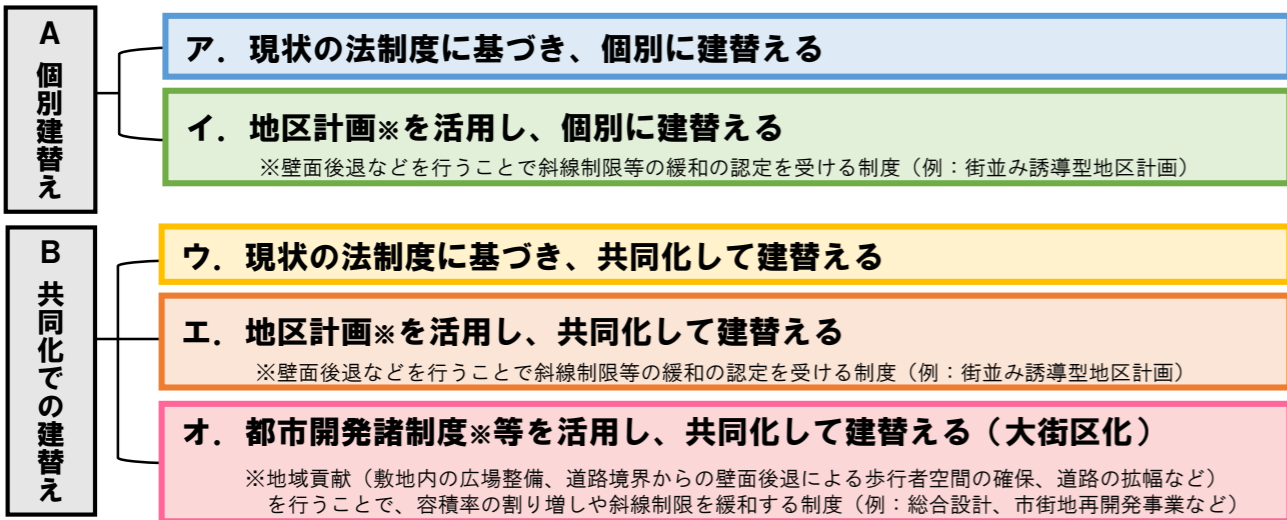 A 個別建替え
ア．現状の法制度に基づき、個別に建替える
イ．地区計画※を活用し、個別に建替える
※壁面後退などを行うことで斜線制限等の緩和の認定を受ける制度（例：街並み誘導型地区計画）
B 共同化での建替え
ウ．現状の法制度に基づき、共同化して建替える
エ．地区計画※を活用し、共同化して建替える
※壁面後退などを行うことで斜線制限等の緩和の認定を受ける制度（例：街並み誘導型地区計画）
オ．都市開発諸制度※等を活用し、共同化して建替える（大街区化）
※地域貢献（敷地内の広場整備、道路境界からの壁面後退による歩行者空間の確保、道路の拡幅など）
を行うことで、容積率の割り増しや斜線制限を緩和する制度（例：総合設計、市街地再開発事業など）